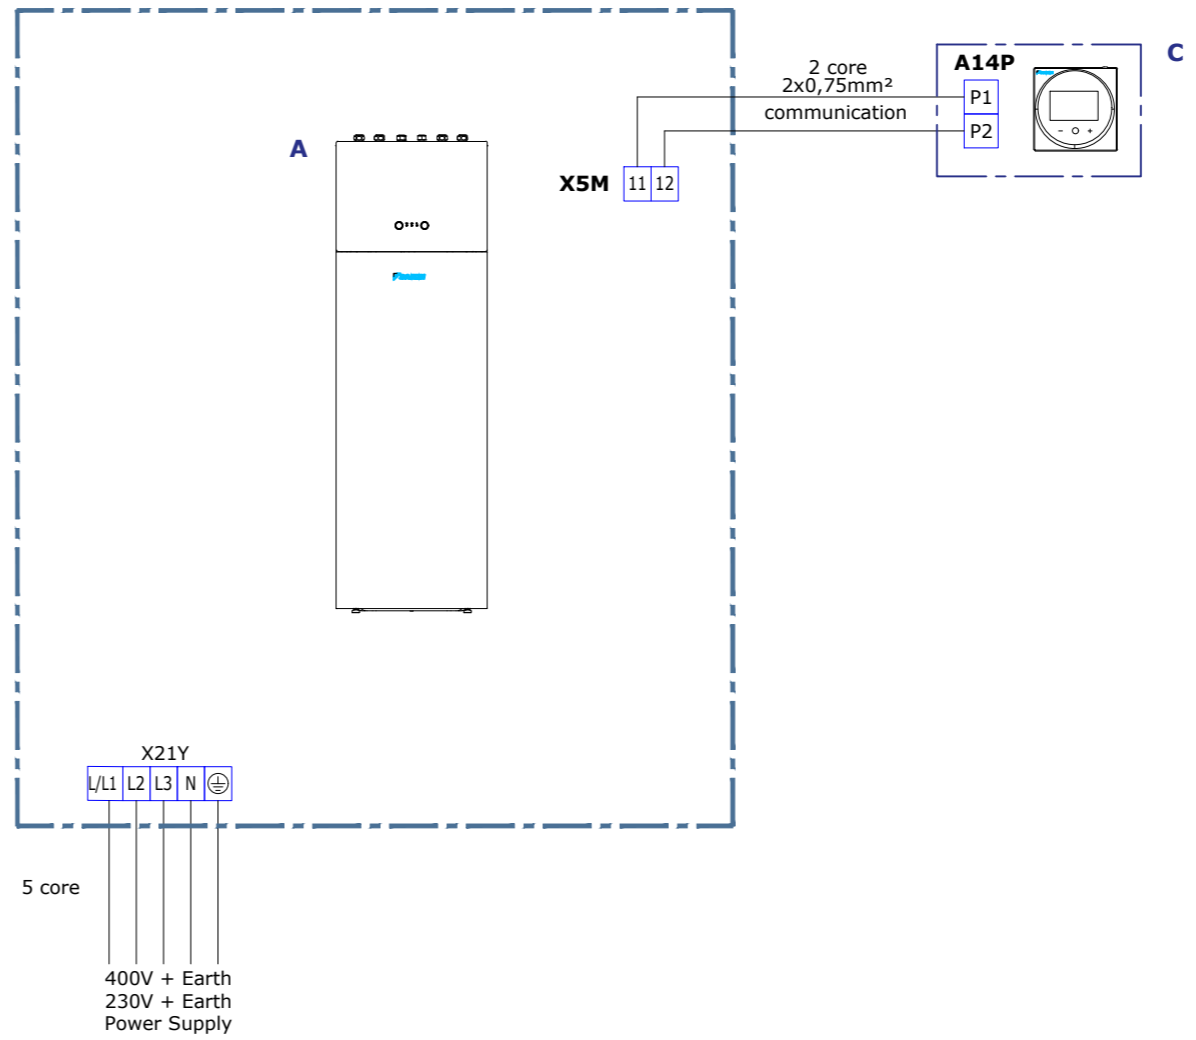 C
A14P
2 core
2x0,75mm²
communication
P1
P2
A
X5M
11 12
DAIKIN
- +
X21Y
L/L1 L2 L3 N
5 core
400V + Earth
230V + Earth
Power Supply